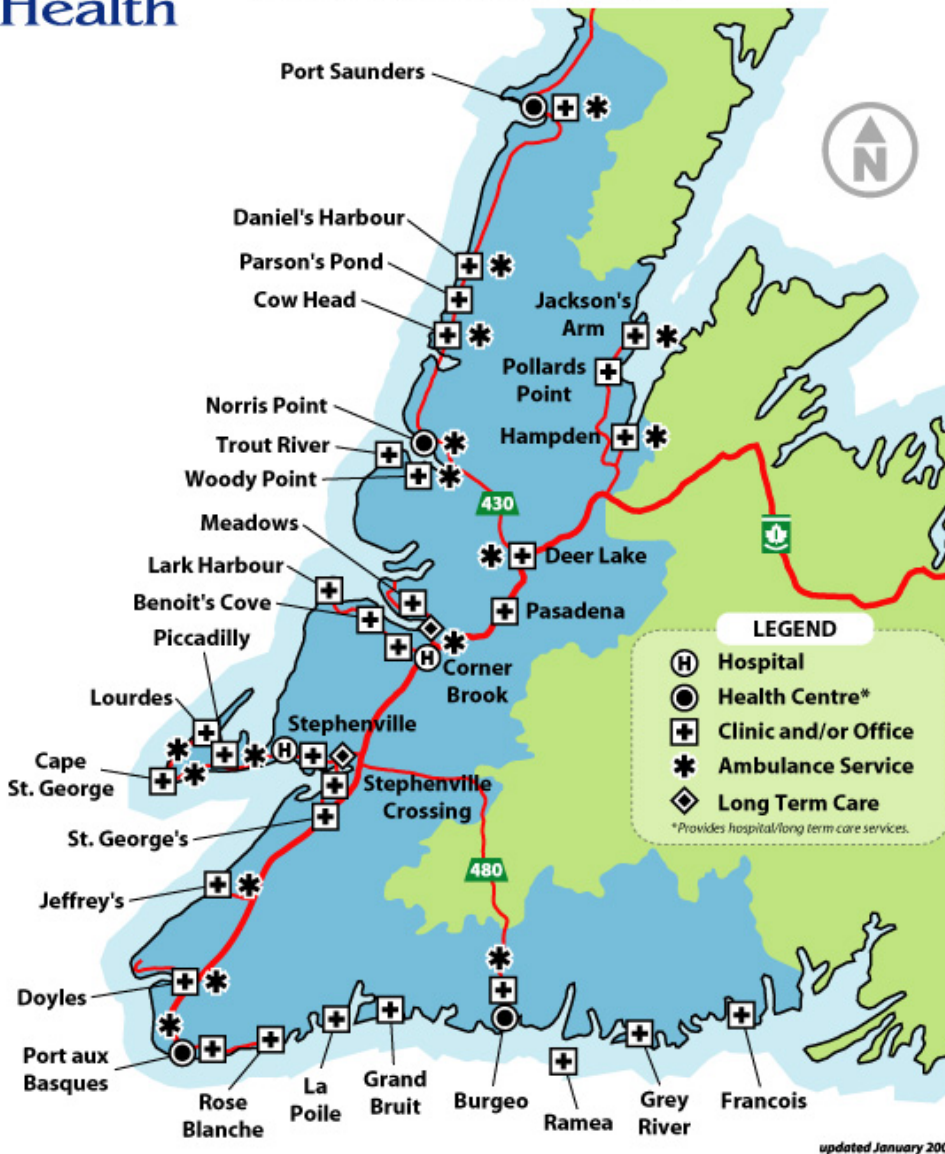 Health
Port Saunders
Daniel's Harbour
Parson's Pond
Cow Head
Jackson's
Arm
Pollards
Point
Norris Point
Hampden
Trout River
Woody Point
430
Meadows
Deer Lake
Lark Harbour
Benoit's Cove
Pasadena
Piccadilly
Corner
Brook
Lourdes
Stephenville
Cape
St. George
Stephenville
Crossing
St. George's
480
Jeffrey's
Doyles
Port aux
Basques
Rose
Blanche
La
Poile
Grand
Bruit
Burgeo
Ramea
Grey
River
Francois
N
1
LEGEND
H Hospital
Health Centre*
Clinic and/or Office
Ambulance Service
Long Term Care
*Provides hospital/long term care services.
H
H
updated January 200